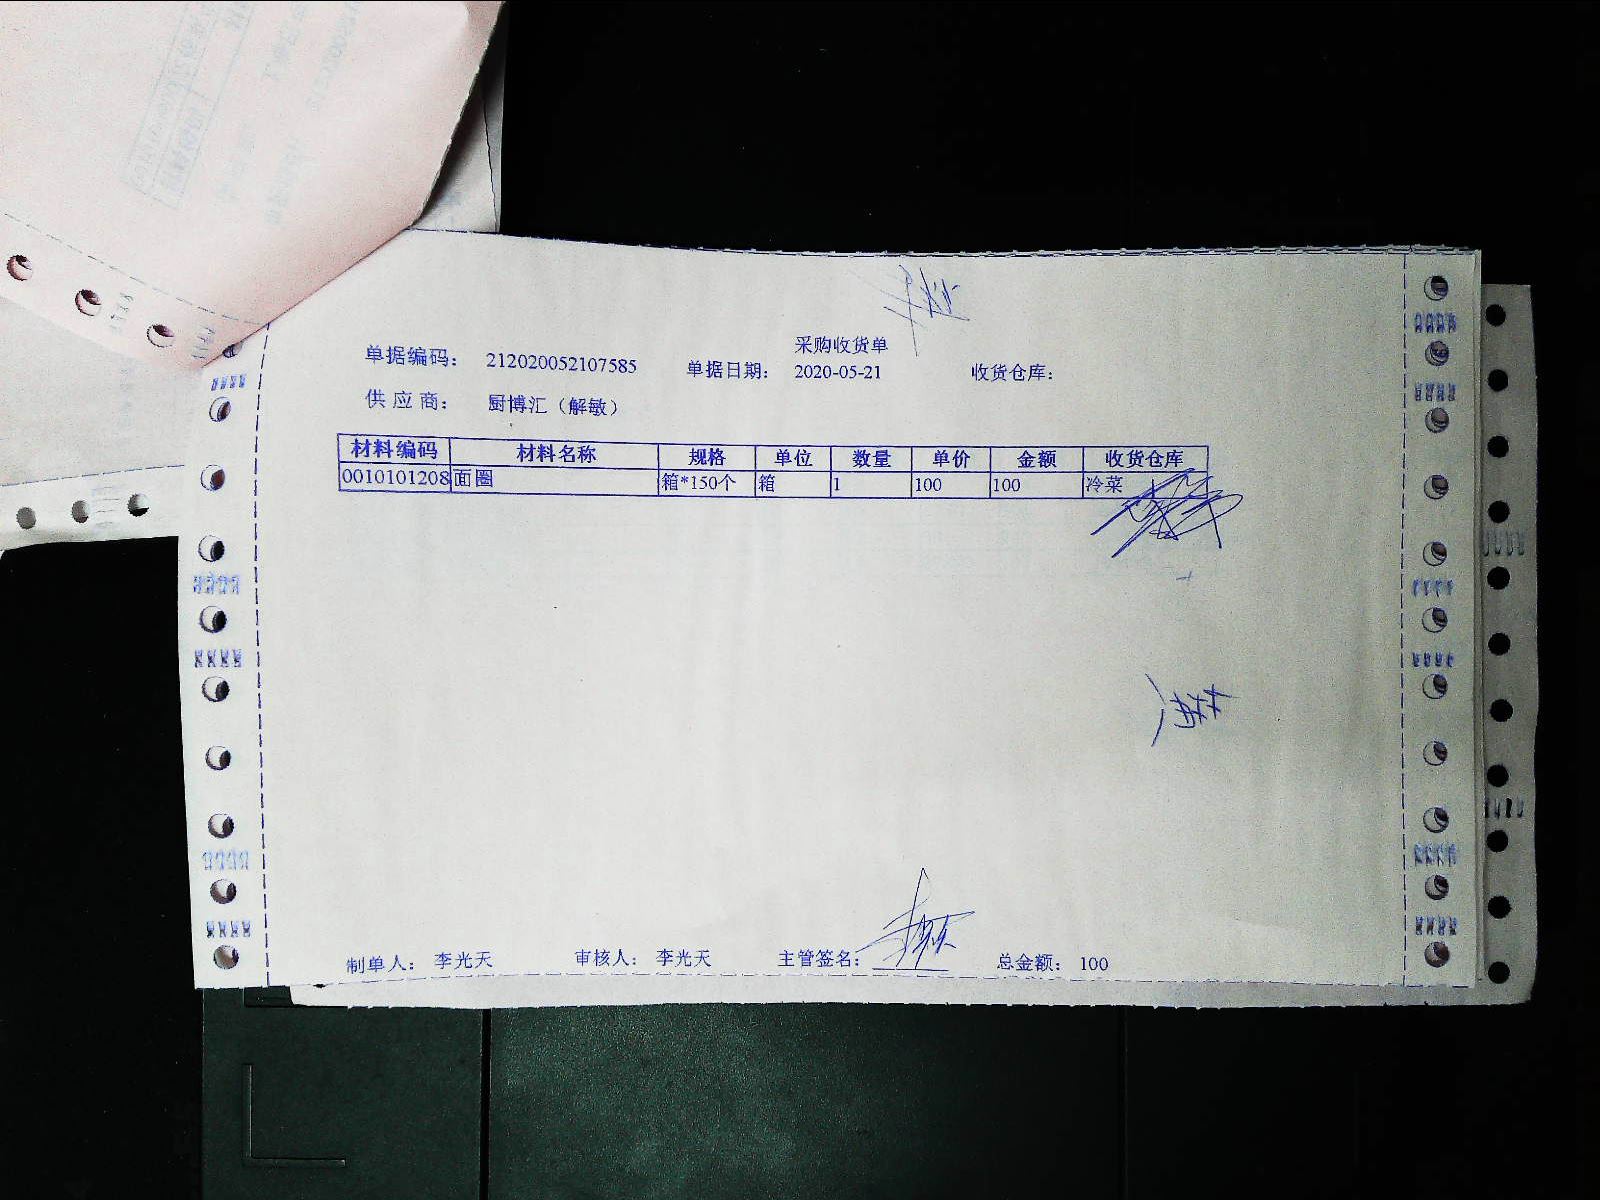 采购收货单
单据编码： 212020052107585 单据日期： 2020-05-21 收货仓库：
供 应 商： 厨博汇（解敏）
材料编码 材料名称 规格 单位 数量 单价 金额 收货仓库
0010101208 面圈 箱*150个 箱 1 100 100 冷菜
制单人： 李光天 审核人： 李光天 主管签名： 总金额： 100